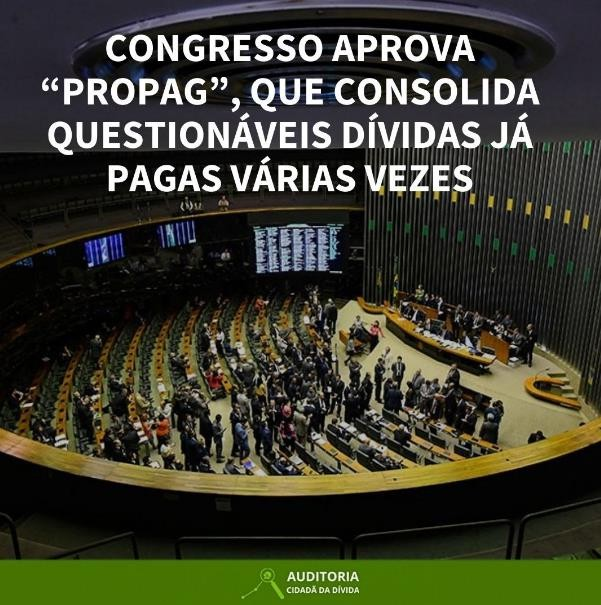 CONGRESSO APROVA
“PROPAG”, QUE CONSOLIDA
QUESTIONÁVEIS DÍVIDAS JÁ
PAGAS VÁRIAS VEZES
AUDITORIA
CIDADÃ DA DÍVIDA